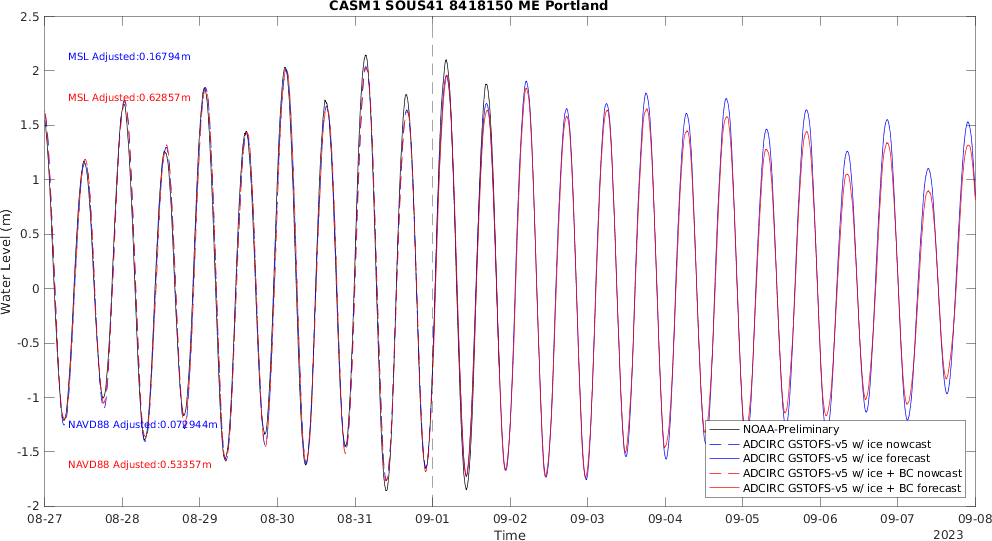 CASM1 SOUS41 8418150 ME Portland
2.5
2
1.5
1
0.5
0
-0.5
-1
-1.5
-2
Water Level (m)
MSL Adjusted:0.16794m
MSL Adjusted:0.62857m
NAVD88 Adjusted:0.072944m
NAVD88 Adjusted:0.53357m
NOAA-Preliminary
ADCIRC GSTOFS-v5 w/ ice nowcast
ADCIRC GSTOFS-v5 w/ ice forecast
ADCIRC GSTOFS-v5 w/ ice + BC nowcast
ADCIRC GSTOFS-v5 w/ ice + BC forecast
08-27 08-28 08-29 08-30 08-31 09-01 09-02 09-03 09-04 09-05 09-06 09-07 09-08
Time
2023